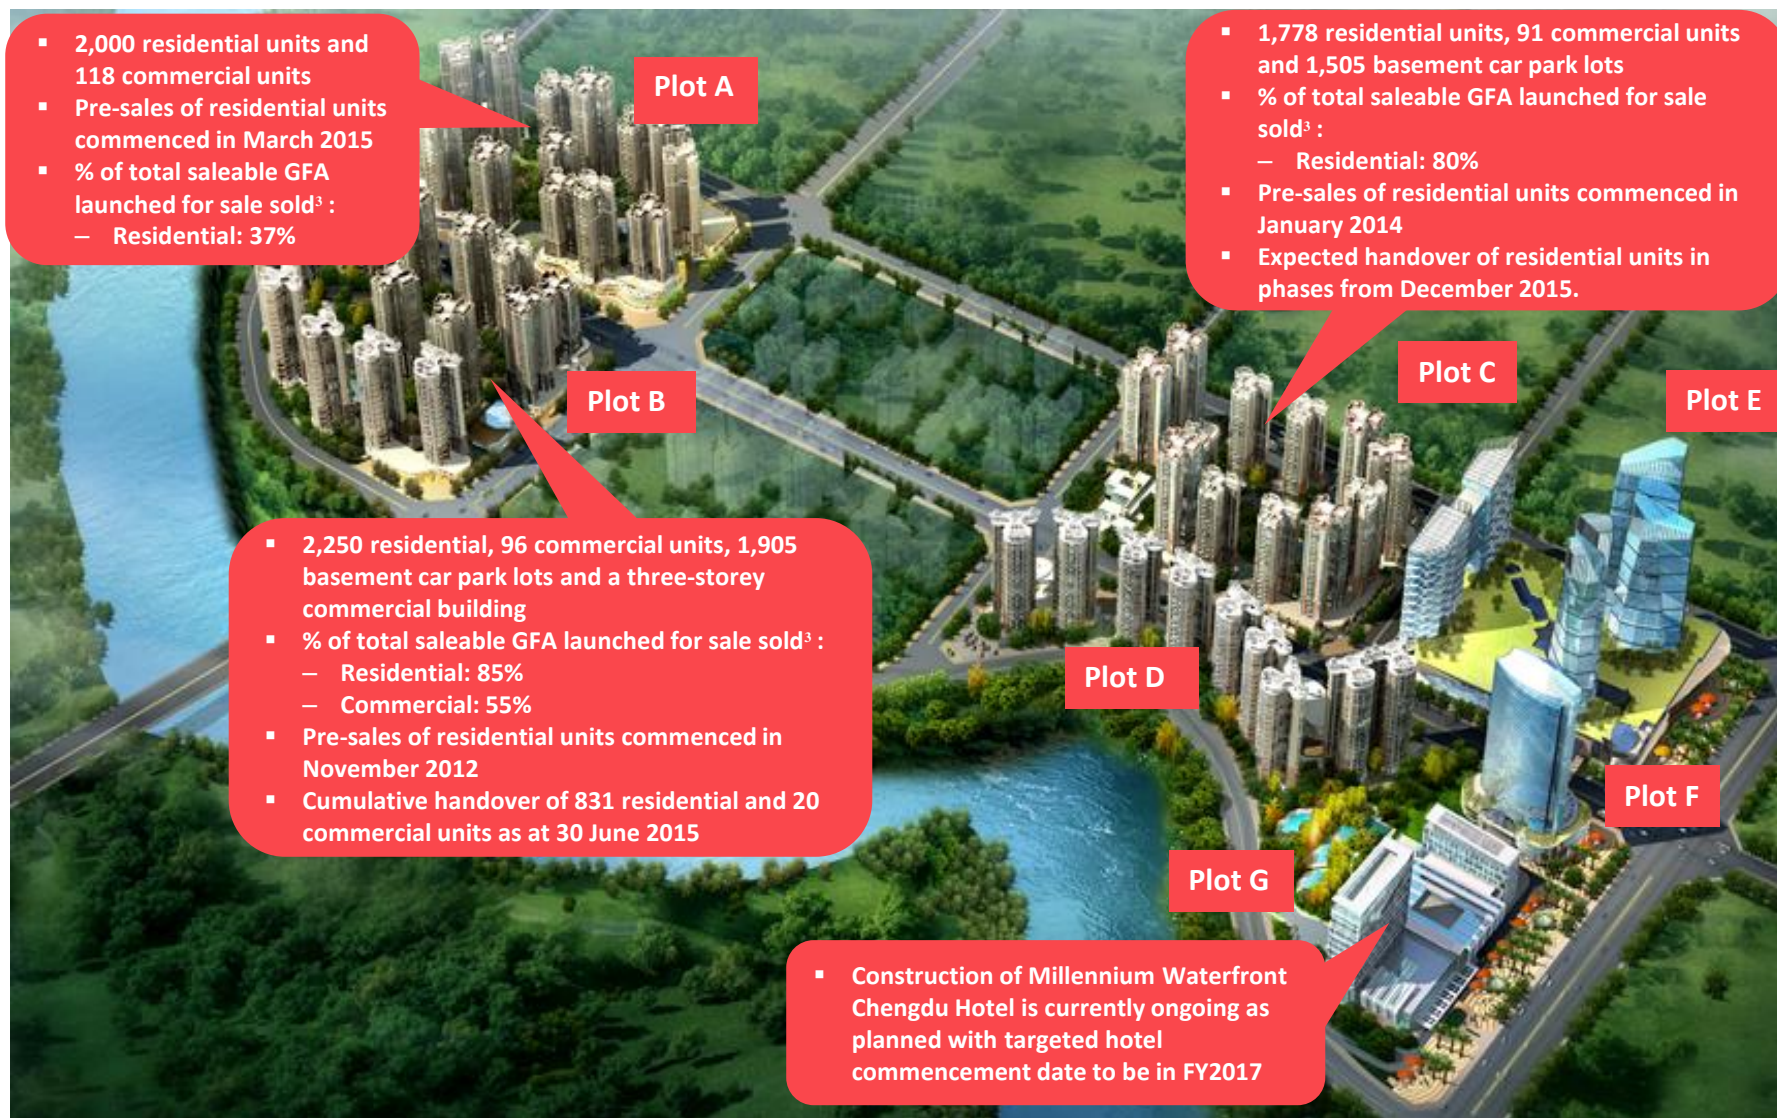 ▪ 2,000 residential units and
118 commercial units
▪ Pre-sales of residential units
commenced in March 2015
▪ % of total saleable GFA
launched for sale sold³ :
– Residential: 37%
Plot A
▪ 1,778 residential units, 91 commercial units
and 1,505 basement car park lots
▪ % of total saleable GFA launched for sale
sold³ :
– Residential: 80%
▪ Pre-sales of residential units commenced in
January 2014
▪ Expected handover of residential units in
phases from December 2015.
Plot C
Plot E
Plot B
▪ 2,250 residential, 96 commercial units, 1,905
basement car park lots and a three-storey
commercial building
▪ % of total saleable GFA launched for sale sold³ :
– Residential: 85%
– Commercial: 55%
▪ Pre-sales of residential units commenced in
November 2012
▪ Cumulative handover of 831 residential and 20
commercial units as at 30 June 2015
Plot D
Plot F
Plot G
▪ Construction of Millennium Waterfront
Chengdu Hotel is currently ongoing as
planned with targeted hotel
commencement date to be in FY2017